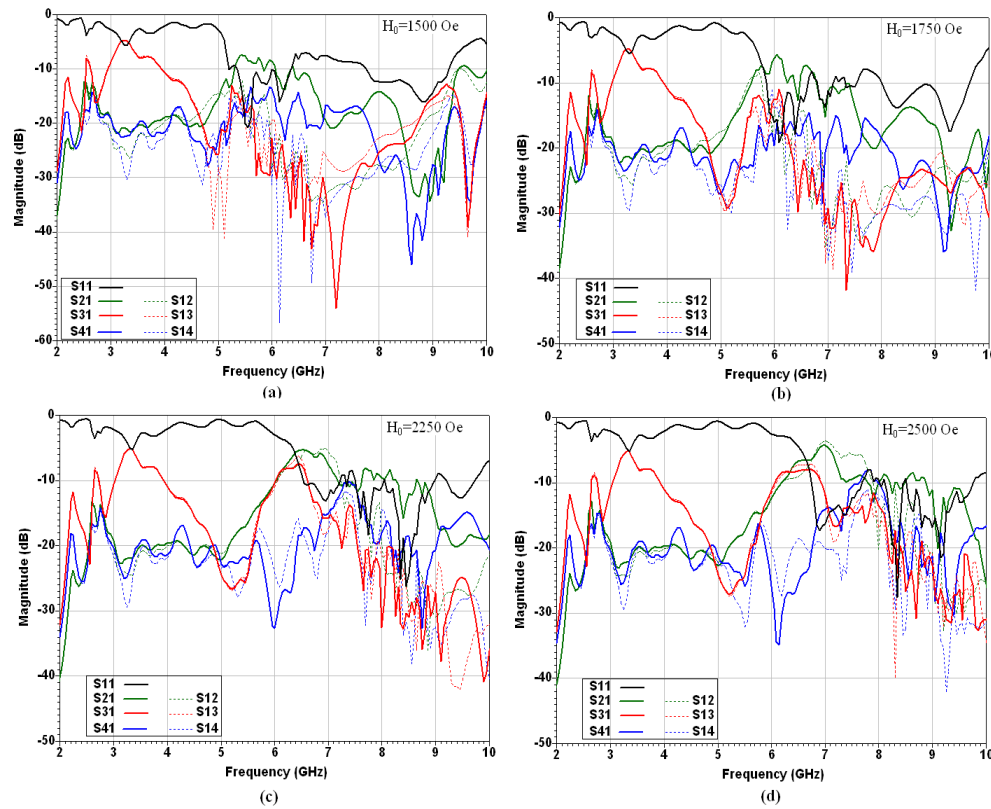 H0=1500 Oe
0
-10
-20
-30
-40
-50
-60
Magnitude (dB)
S11
S21 S12
S31 S13
S41 S14
2 3 4 5 6 7 8 9 10
Frequency (GHz)
(a)
H0=1750 Oe
0
-10
-20
-30
-40
-50
Magnitude (dB)
S11
S21 S12
S31 S13
S41 S14
2 3 4 5 6 7 8 9 10
Frequency (GHz)
(b)
H0=2250 Oe
0
-10
-20
-30
-40
-50
Magnitude (dB)
S11
S21 S12
S31 S13
S41 S14
2 3 4 5 6 7 8 9 10
Frequency (GHz)
(c)
H0=2500 Oe
0
-10
-20
-30
-40
-50
Magnitude (dB)
S11
S21 S12
S31 S13
S41 S14
2 3 4 5 6 7 8 9 10
Frequency (GHz)
(d)